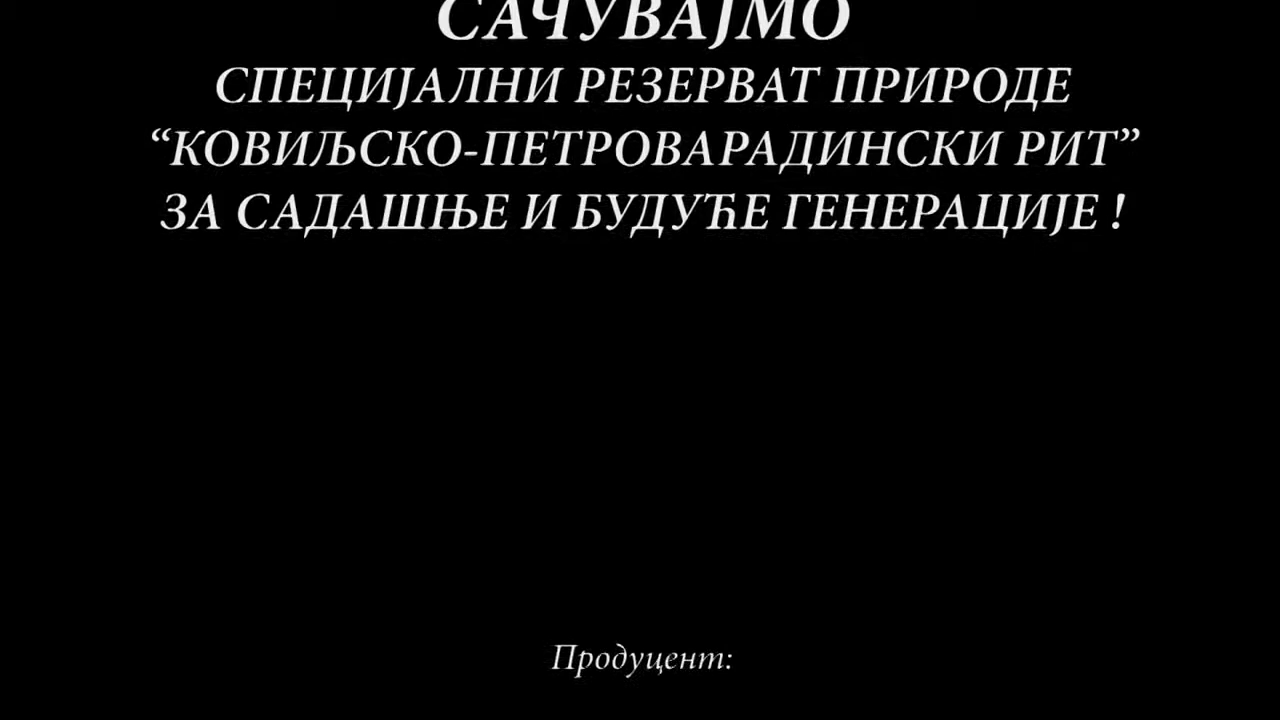 САЧУВАЈМО
СПЕЦИЈАЛНИ РЕЗЕРВАТ ПРИРОДЕ
“КОВИЉСКО-ПЕТРОВАРАДИНСКИ РИТ”
ЗА САДАШЊЕ И БУДУЋЕ ГЕНЕРАЦИЈЕ !
Продуцент: